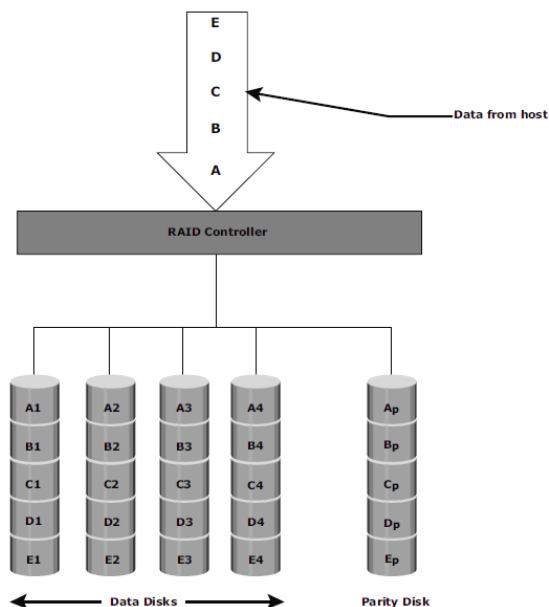 E
D
C
B
A
Data from host
RAID Controller
A1 A2 A3 A4 Ap
B1 B2 B3 B4 Bp
C1 C2 C3 C4 Cp
D1 D2 D3 D4 Dp
E1 E2 E3 E4 Ep
Data Disks Parity Disk